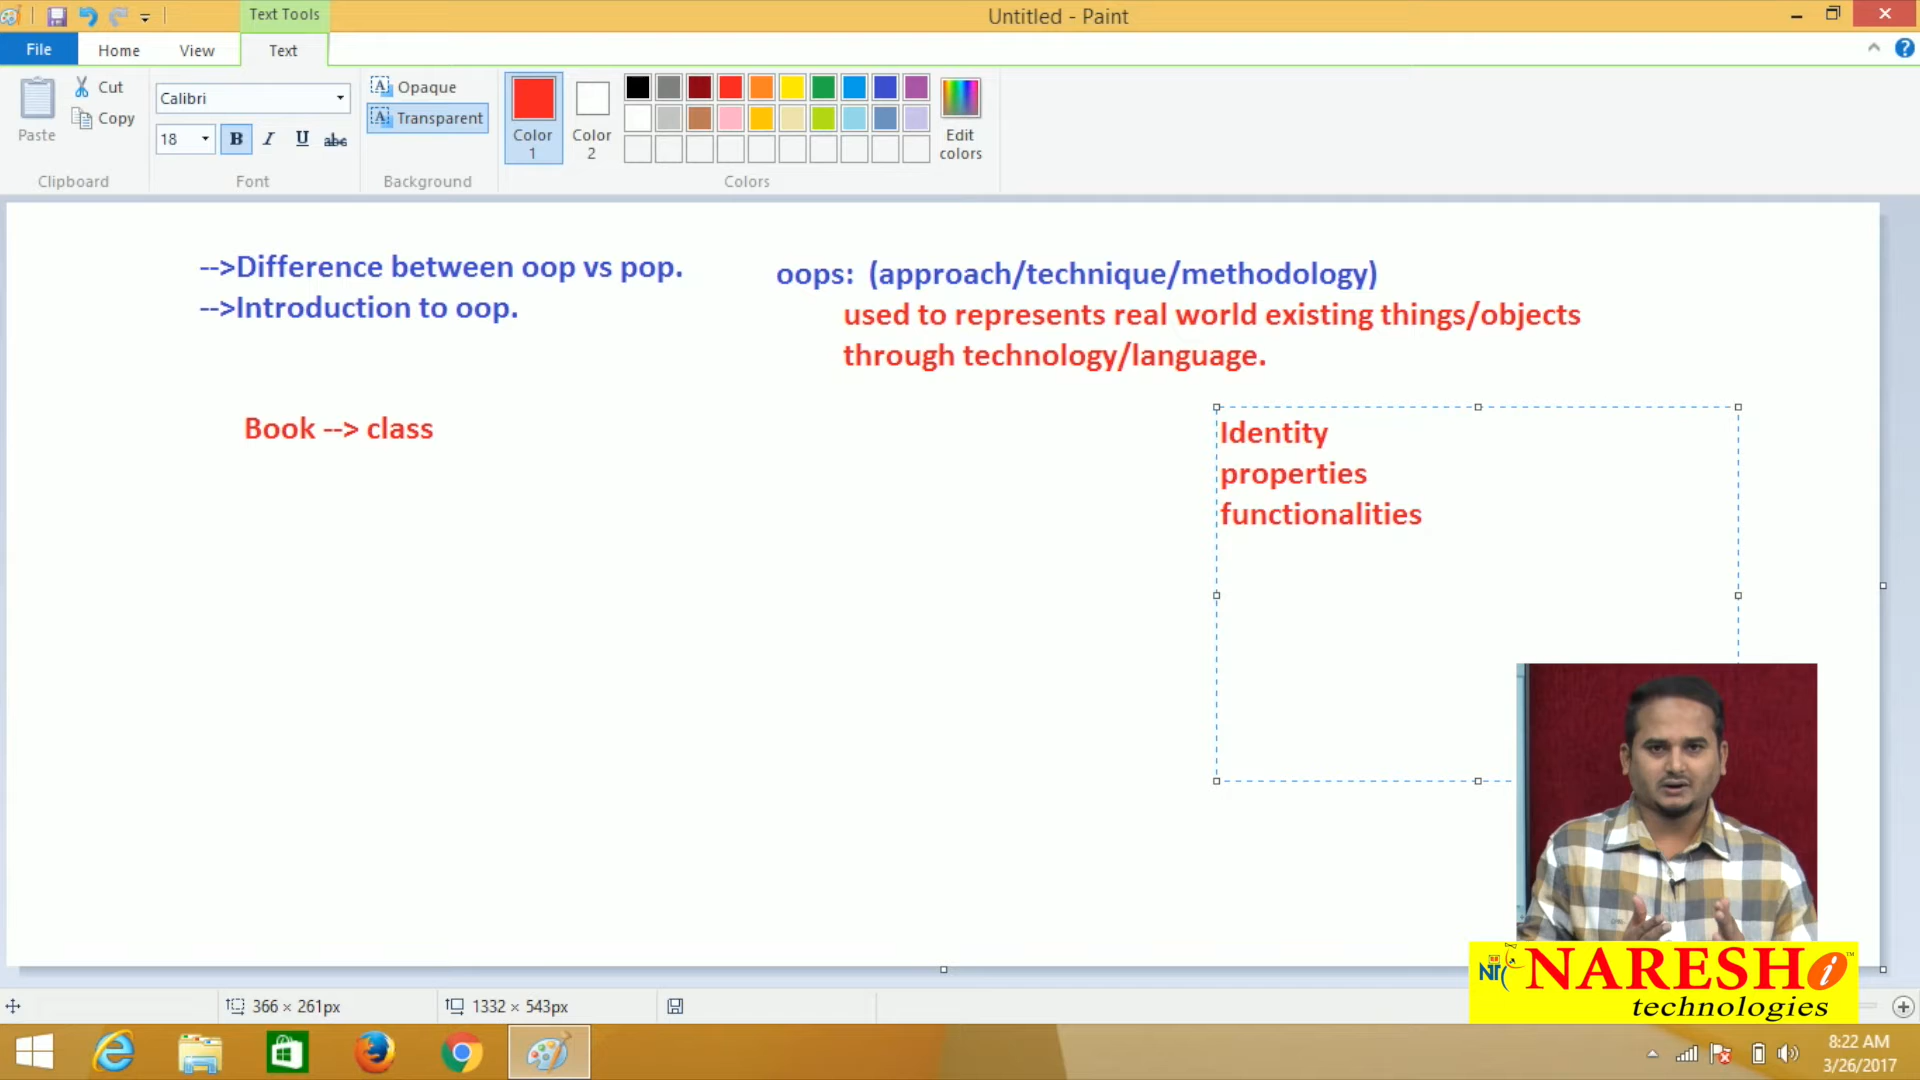 Text Tools
Untitled - Paint
File
Home
View
Text
Paste
Cut
Copy
Clipboard
Calibri
18
B I U abc
Font
Opaque
Transparent
Background
Color 1
Color 2
Edit colors
Colors
-->Difference between oop vs pop.
-->Introduction to oop.
oops: (approach/technique/methodology)
used to represents real world existing things/objects
through technology/language.
Book --> class
Identity
properties
functionalities
NARESH i
technologies
366 × 261px
1332 × 543px
8:22 AM
3/26/2017